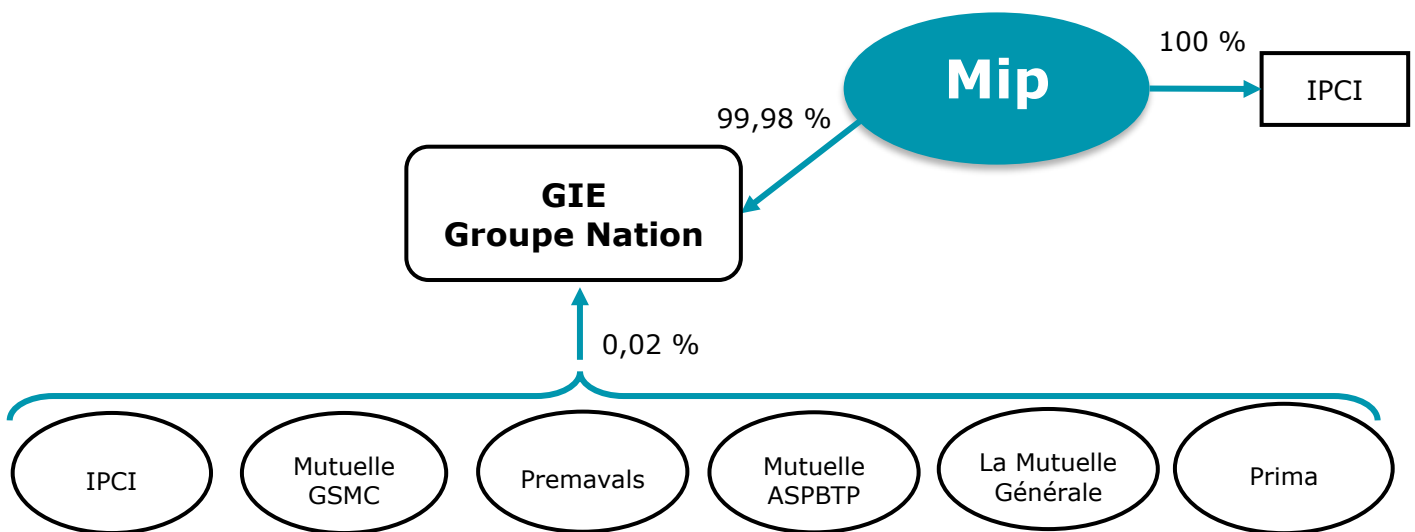 Mip
100 %
IPCI
99,98 %
GIE
Groupe Nation
0,02 %
IPCI
Mutuelle
GSMC
Premavals
Mutuelle
ASPBTP
La Mutuelle
Générale
Prima